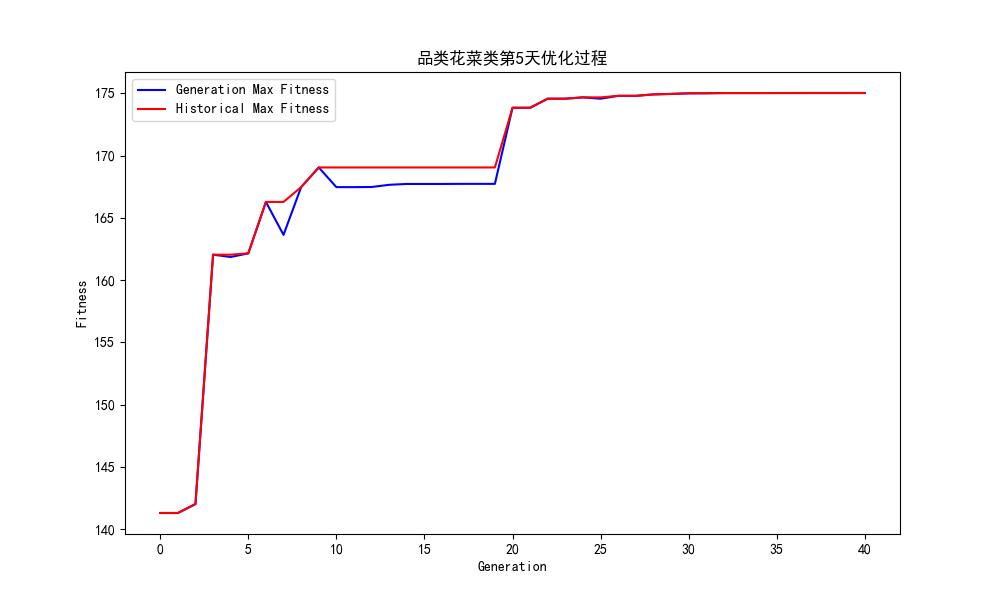 品类花菜类第5天优化过程
Generation Max Fitness
Historical Max Fitness
175
170
165
160
155
150
145
140
Fitness
0 5 10 15 20 25 30 35 40
Generation